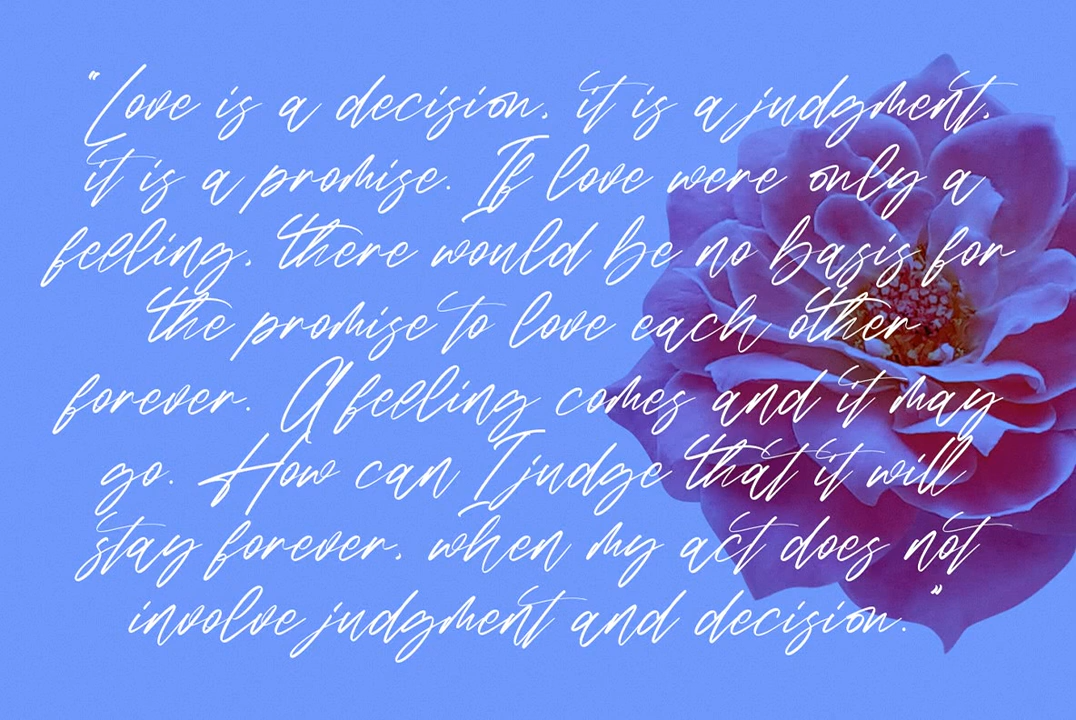 "Love is a decision, it is a judgment,
it is a promise. If love were only a
feeling, there would be no basis for
the promise to love each other
forever. A feeling comes and it may
go. How can I judge that it will
stay forever, when my act does not
involve judgment and decision."